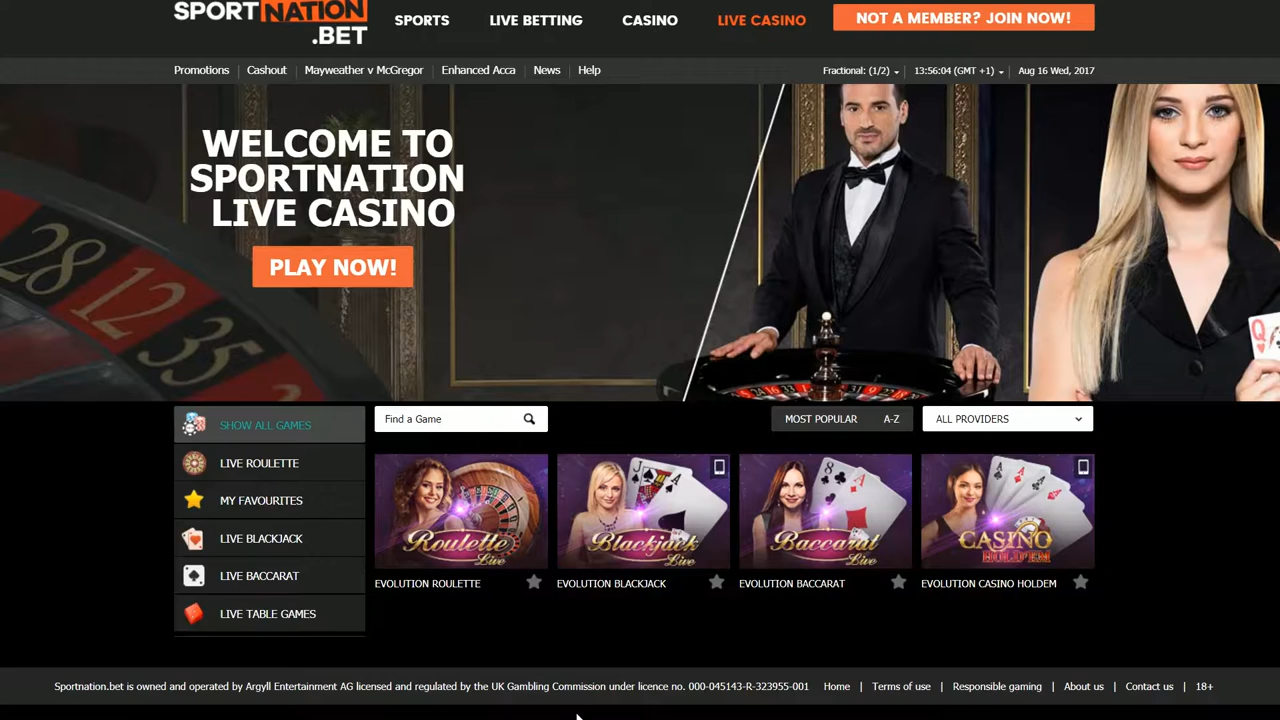 SPORTNATION
.BET
SPORTS LIVE BETTING CASINO LIVE CASINO NOT A MEMBER? JOIN NOW!
Promotions Cashout Mayweather v McGregor Enhanced Acca News Help Fractional: (1/2) 13:56:04 (GMT +1) Aug 16 Wed, 2017
WELCOME TO
SPORTNATION
LIVE CASINO
PLAY NOW!
28
12
35
Q
SHOW ALL GAMES
LIVE ROULETTE
MY FAVOURITES
LIVE BLACKJACK
LIVE BACCARAT
LIVE TABLE GAMES
Find a Game MOST POPULAR A-Z ALL PROVIDERS
Roulette
Live
Blackjack
Live
Baccarat
Live
CASINO
HOLD'EM
EVOLUTION ROULETTE EVOLUTION BLACKJACK EVOLUTION BACCARAT EVOLUTION CASINO HOLDEM
Sportnation.bet is owned and operated by Argyll Entertainment AG licensed and regulated by the UK Gambling Commission under licence no. 000-045143-R-323955-001 Home | Terms of use | Responsible gaming | About us | Contact us | 18+